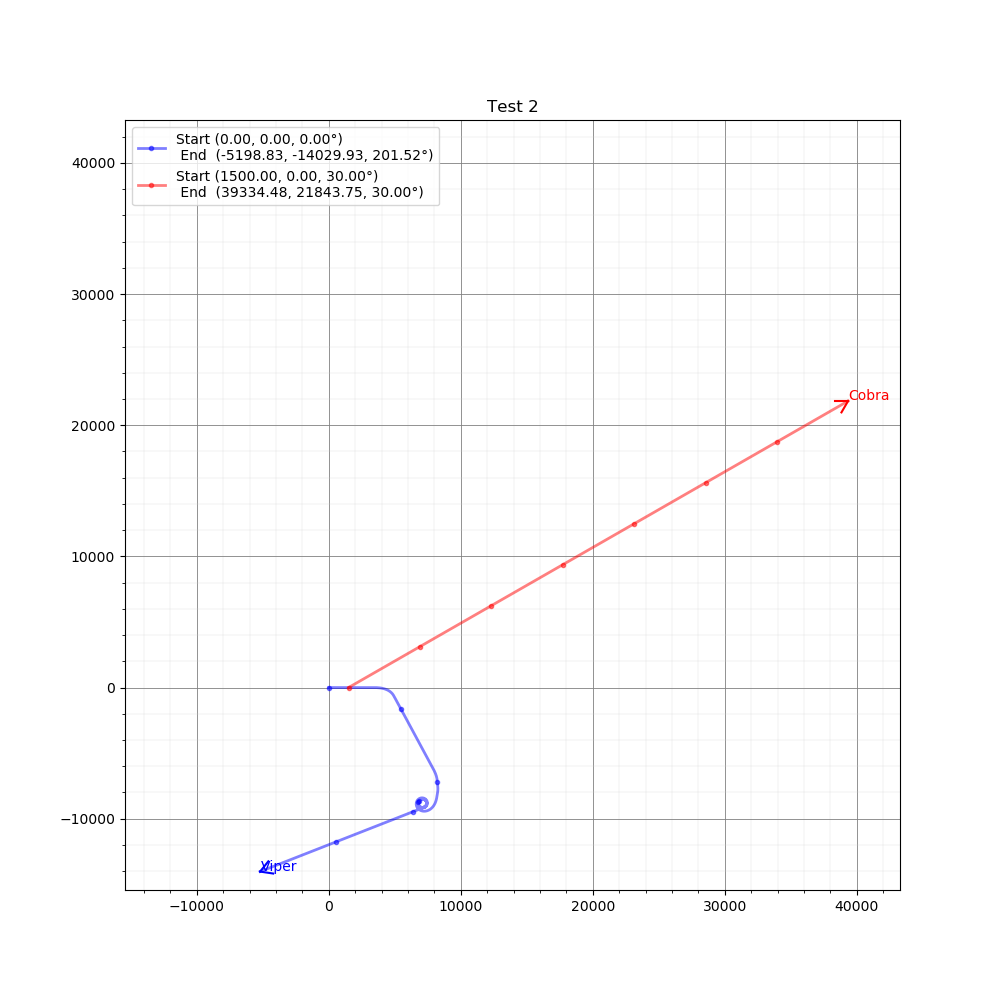 Test 2
Start (0.00, 0.00, 0.00°)
End (-5198.83, -14029.93, 201.52°)
Start (1500.00, 0.00, 30.00°)
End (39334.48, 21843.75, 30.00°)
40000
30000
20000
10000
0
−10000
Cobra
Viper
−10000
0
10000
20000
30000
40000